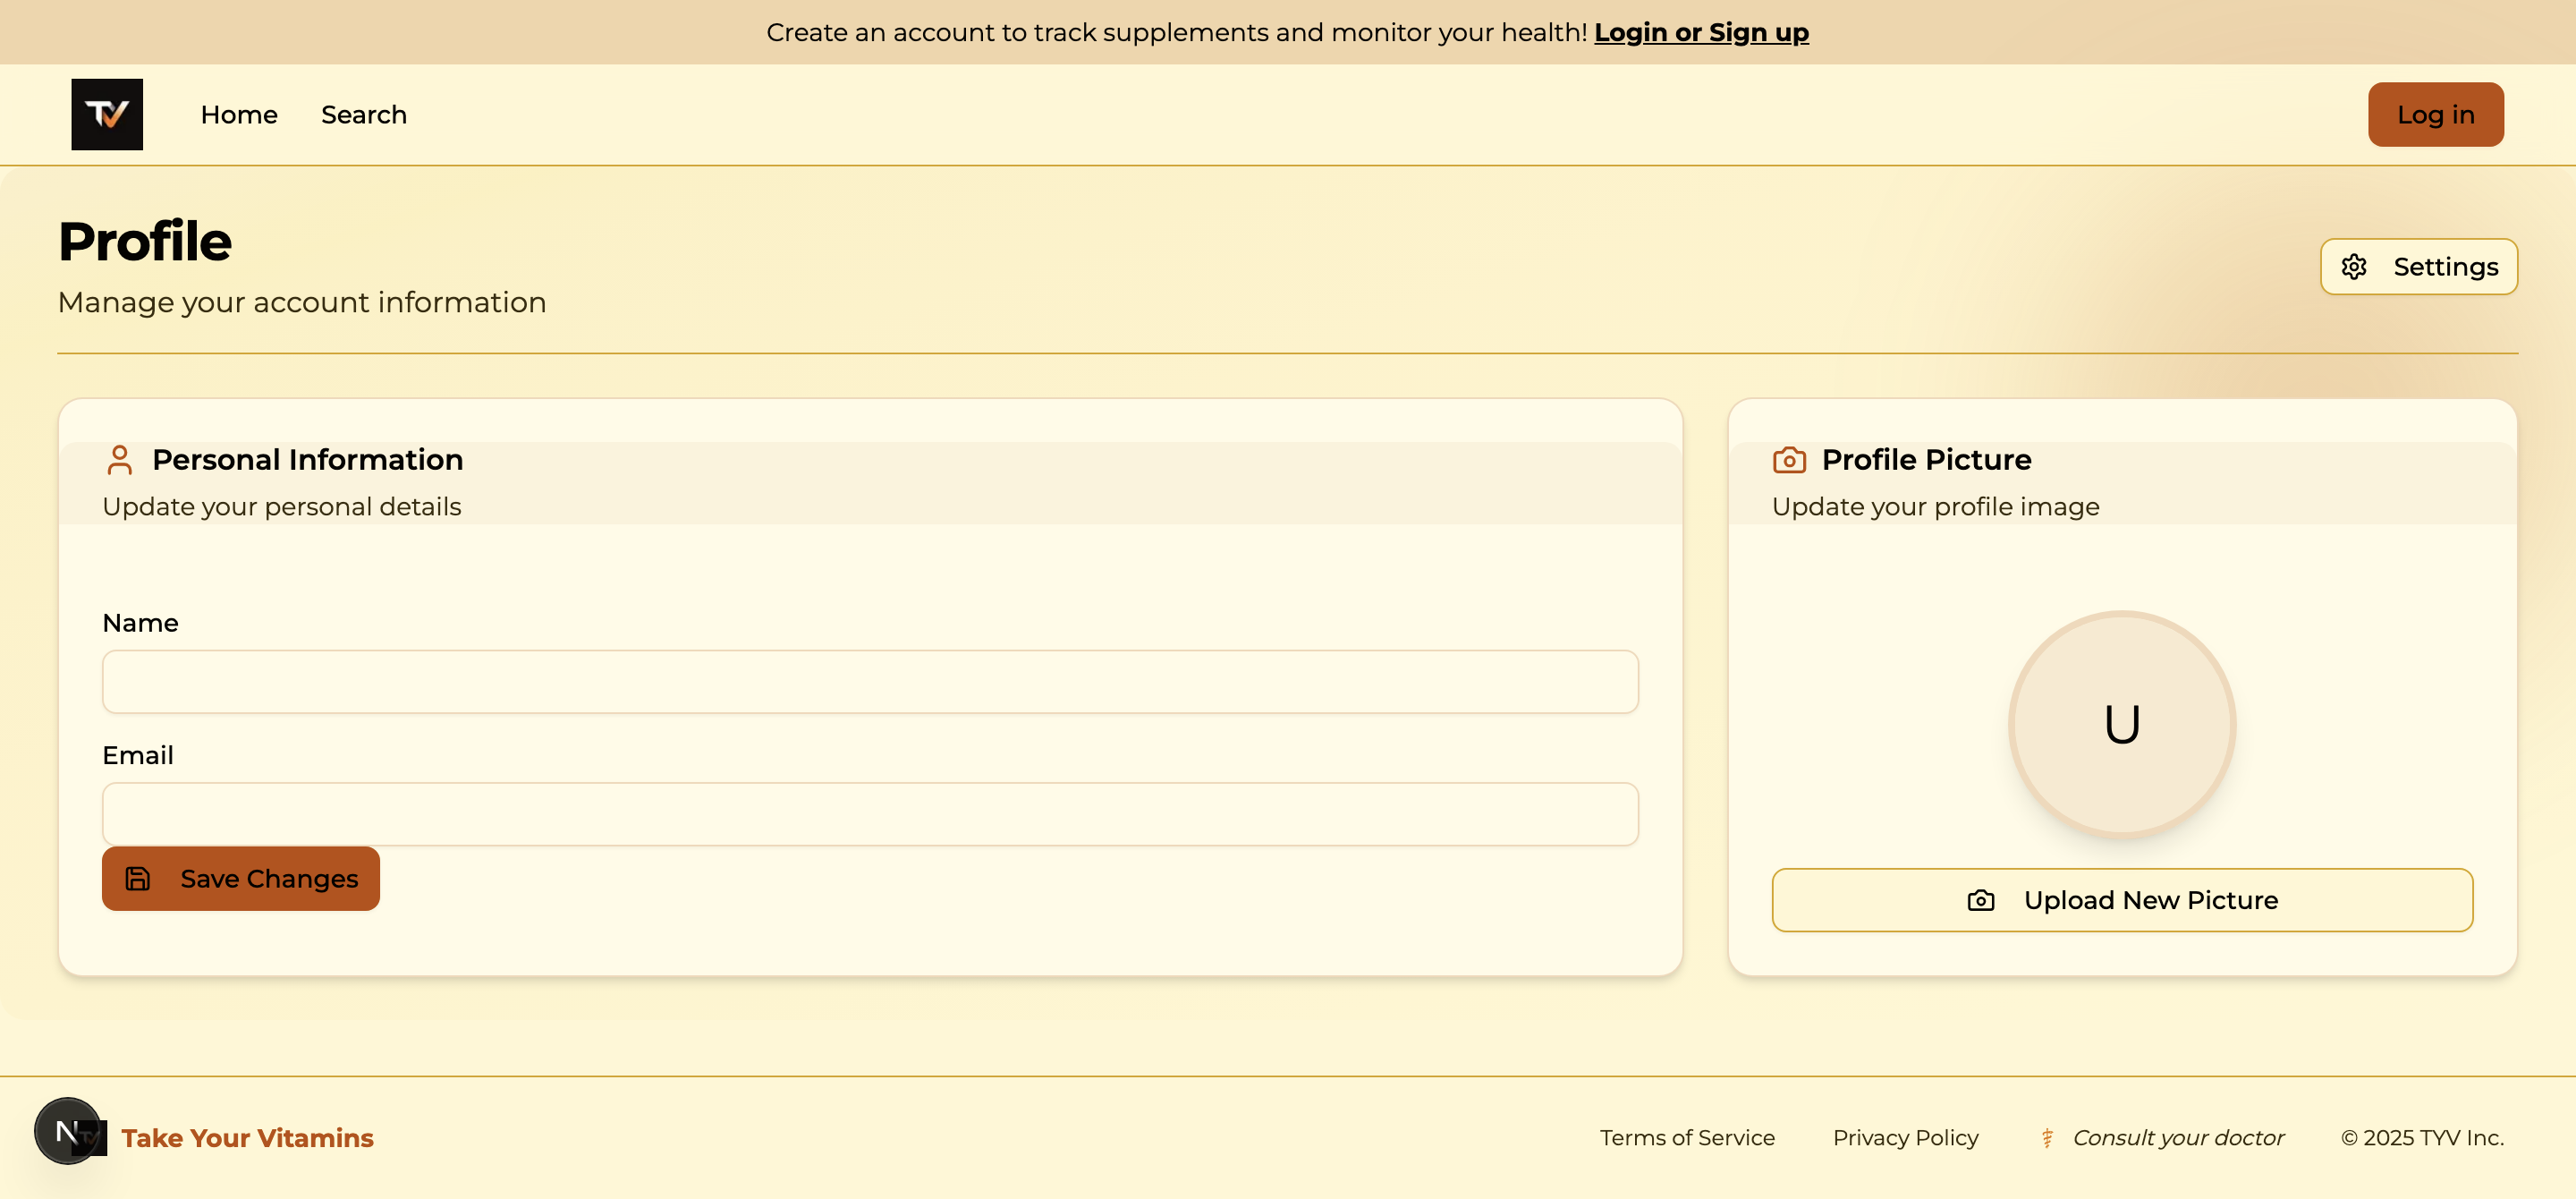 Create an account to track supplements and monitor your health! Login or Sign up
TV
Home
Search
Log in
Profile
Manage your account information
Settings
Personal Information
Update your personal details
Name
Email
Save Changes
Profile Picture
Update your profile image
U
Upload New Picture
N
Take Your Vitamins
Terms of Service
Privacy Policy
Consult your doctor
© 2025 TYV Inc.